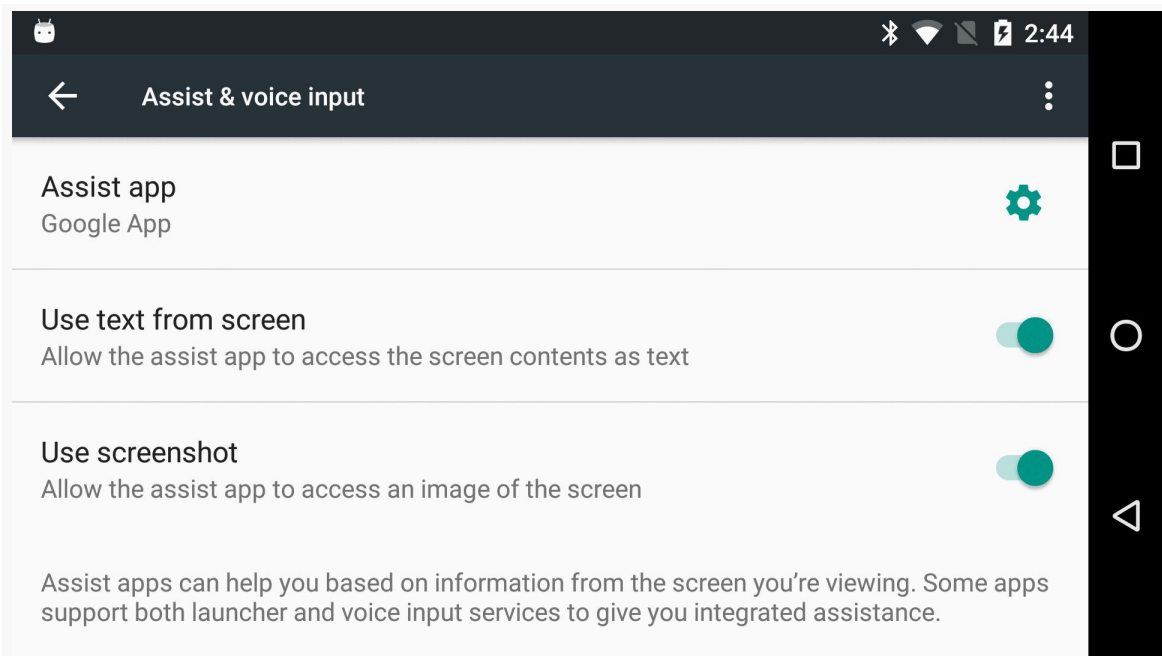 2:44
Assist & voice input
Assist app
Google App
Use text from screen
Allow the assist app to access the screen contents as text
Use screenshot
Allow the assist app to access an image of the screen
Assist apps can help you based on information from the screen you’re viewing. Some apps
support both launcher and voice input services to give you integrated assistance.